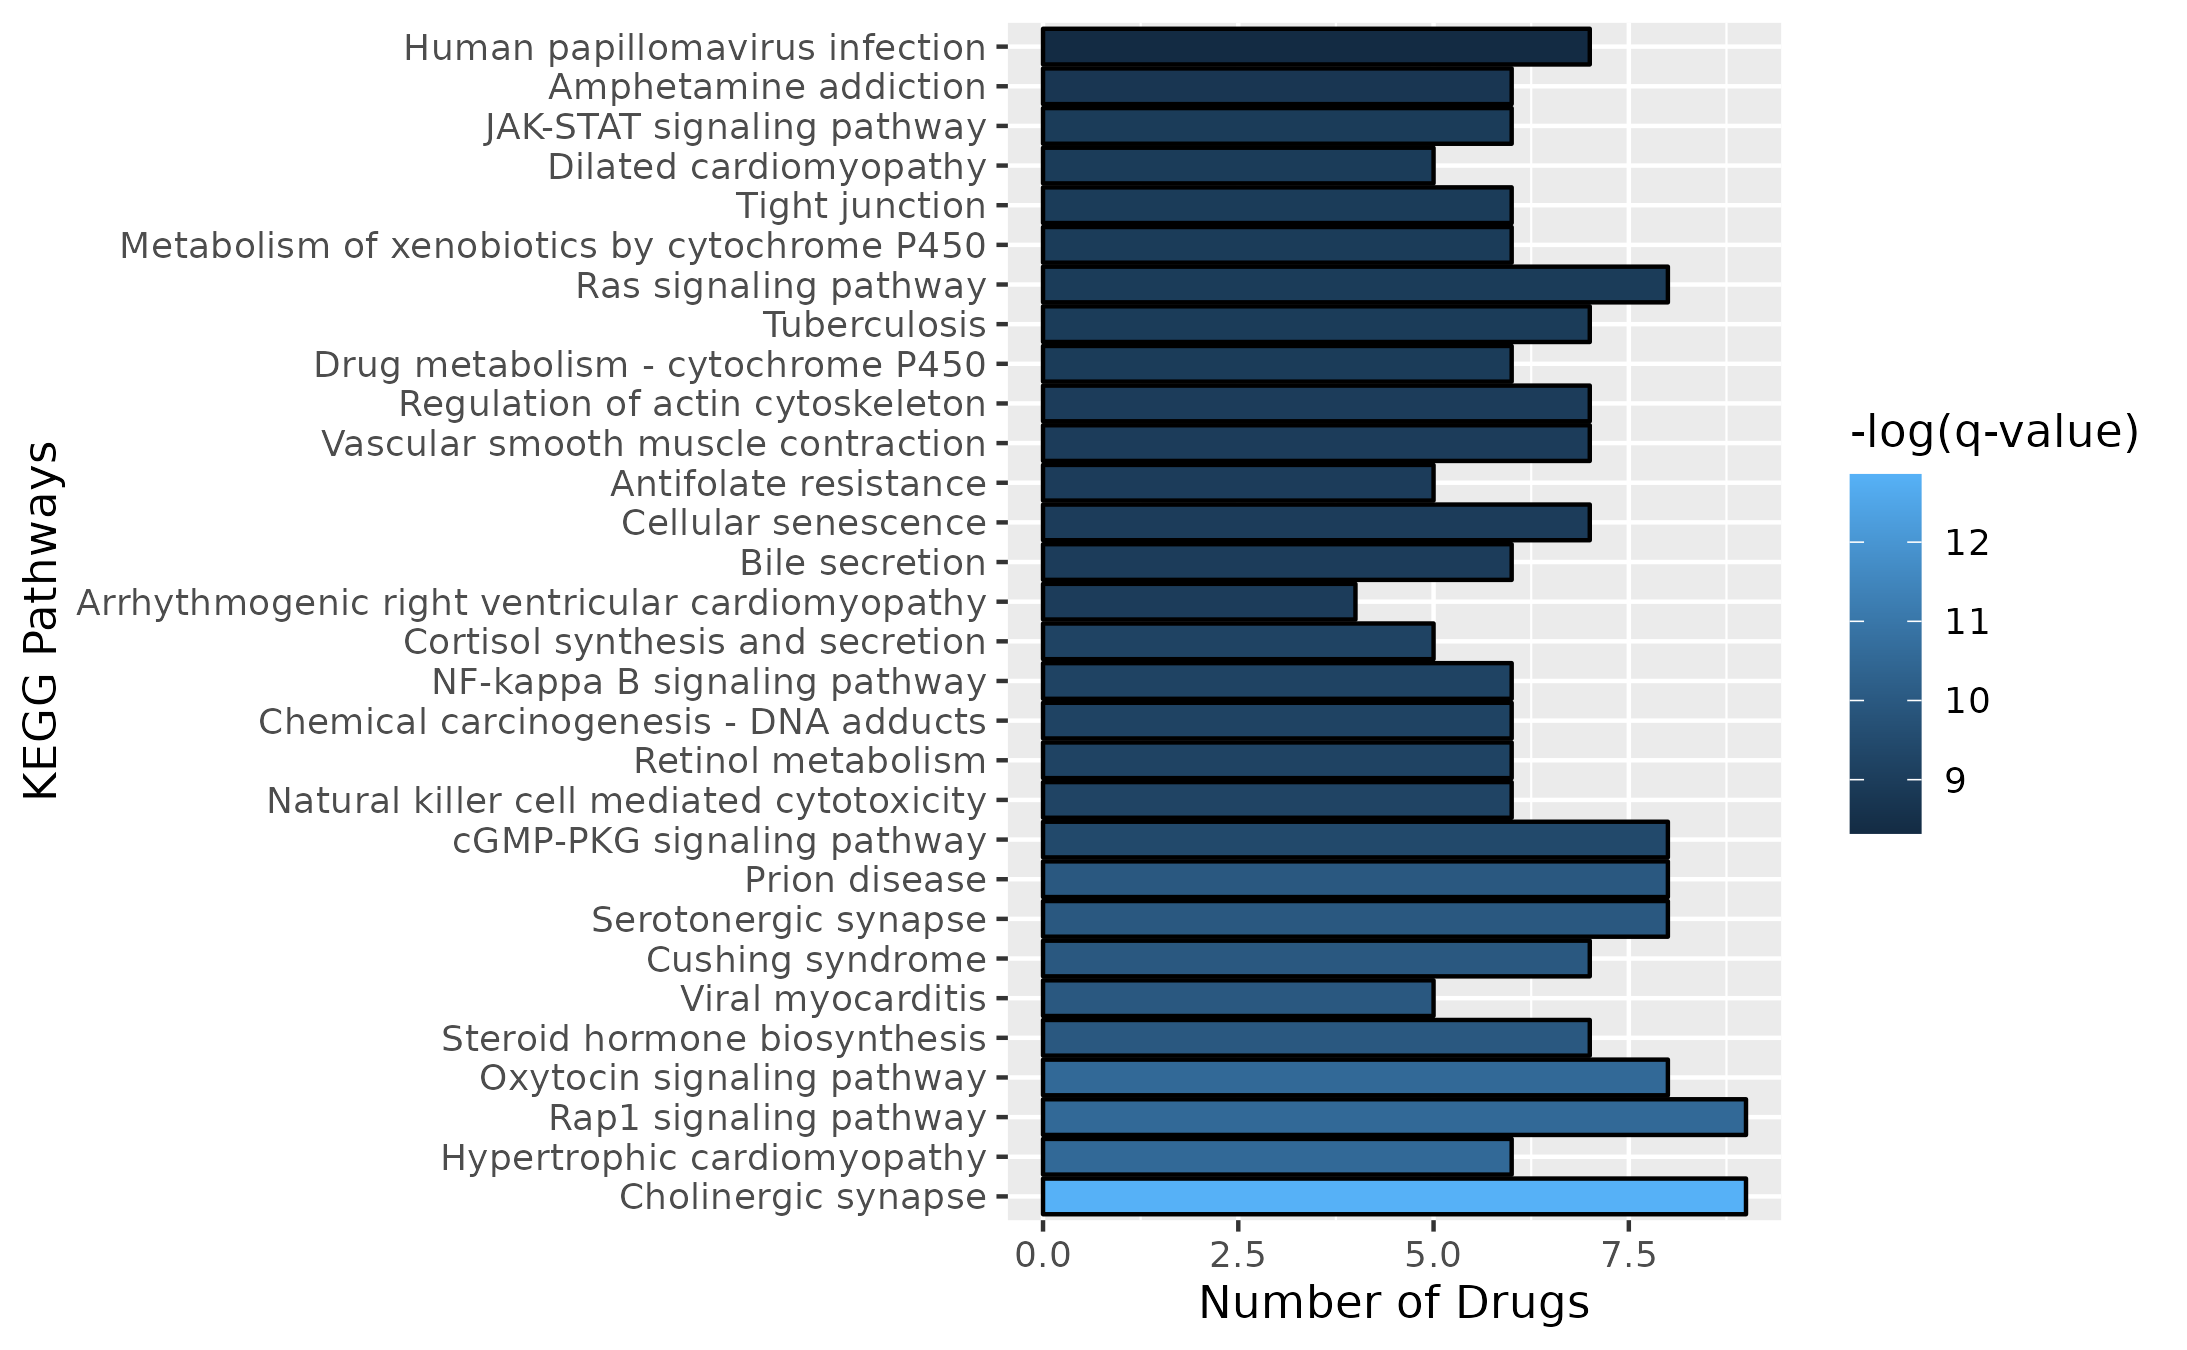 Human papillomavirus infection
Amphetamine addiction
JAK-STAT signaling pathway
Dilated cardiomyopathy
Tight junction
Metabolism of xenobiotics by cytochrome P450
Ras signaling pathway
Tuberculosis
Drug metabolism - cytochrome P450
Regulation of actin cytoskeleton
Vascular smooth muscle contraction
Antifolate resistance
Cellular senescence
Bile secretion
Arrhythmogenic right ventricular cardiomyopathy
Cortisol synthesis and secretion
NF-kappa B signaling pathway
Chemical carcinogenesis - DNA adducts
Retinol metabolism
Natural killer cell mediated cytotoxicity
cGMP-PKG signaling pathway
Prion disease
Serotonergic synapse
Cushing syndrome
Viral myocarditis
Steroid hormone biosynthesis
Oxytocin signaling pathway
Rap1 signaling pathway
Hypertrophic cardiomyopathy
Cholinergic synapse
KEGG Pathways
0.0 2.5 5.0 7.5
Number of Drugs
-log(q-value)
12
11
10
9